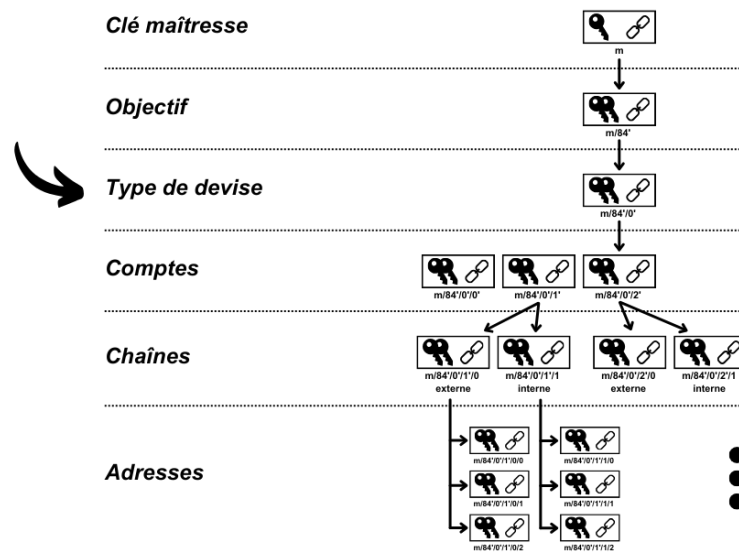 Clé maîtresse
m
Objectif
m/84'
Type de devise
m/84'/0'
Comptes
m/84'/0'/0' m/84'/0'/1' m/84'/0'/2'
Chaînes
m/84'/0'/1'/0 m/84'/0'/1'/1 m/84'/0'/2'/0 m/84'/0'/2'/1
externe interne externe interne
Adresses
m/84'/0'/1'/0/0 m/84'/0'/1'/1/0
m/84'/0'/1'/0/1 m/84'/0'/1'/1/1
m/84'/0'/1'/0/2 m/84'/0'/1'/1/2